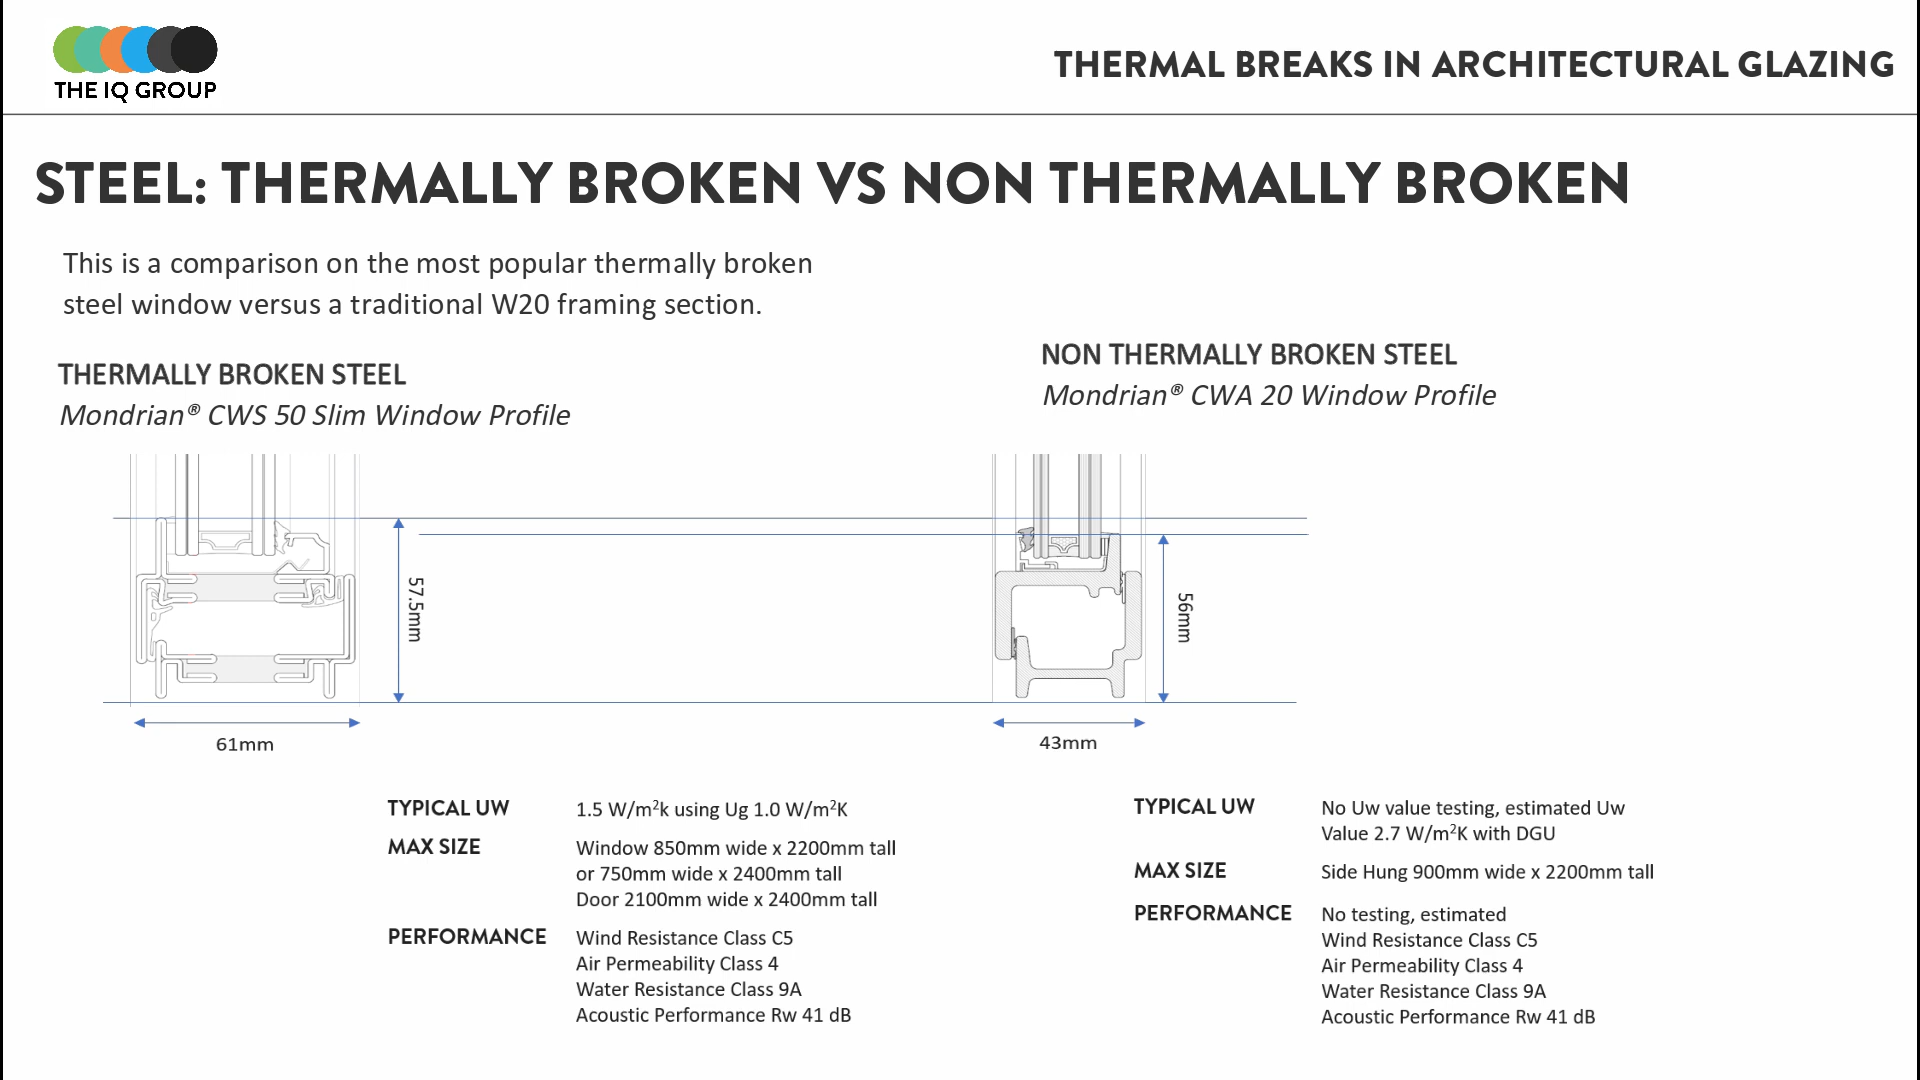 THE IQ GROUP
THERMAL BREAKS IN ARCHITECTURAL GLAZING
STEEL: THERMALLY BROKEN VS NON THERMALLY BROKEN
This is a comparison on the most popular thermally broken
steel window versus a traditional W20 framing section.
THERMALLY BROKEN STEEL
Mondrian® CWS 50 Slim Window Profile
57.5mm
61mm
TYPICAL UW
1.5 W/m²k using Ug 1.0 W/m²K
MAX SIZE
Window 850mm wide x 2200mm tall
or 750mm wide x 2400mm tall
Door 2100mm wide x 2400mm tall
PERFORMANCE
Wind Resistance Class C5
Air Permeability Class 4
Water Resistance Class 9A
Acoustic Performance Rw 41 dB
NON THERMALLY BROKEN STEEL
Mondrian® CWA 20 Window Profile
56mm
43mm
TYPICAL UW
No Uw value testing, estimated Uw
Value 2.7 W/m²K with DGU
MAX SIZE
Side Hung 900mm wide x 2200mm tall
PERFORMANCE
No testing, estimated
Wind Resistance Class C5
Air Permeability Class 4
Water Resistance Class 9A
Acoustic Performance Rw 41 dB